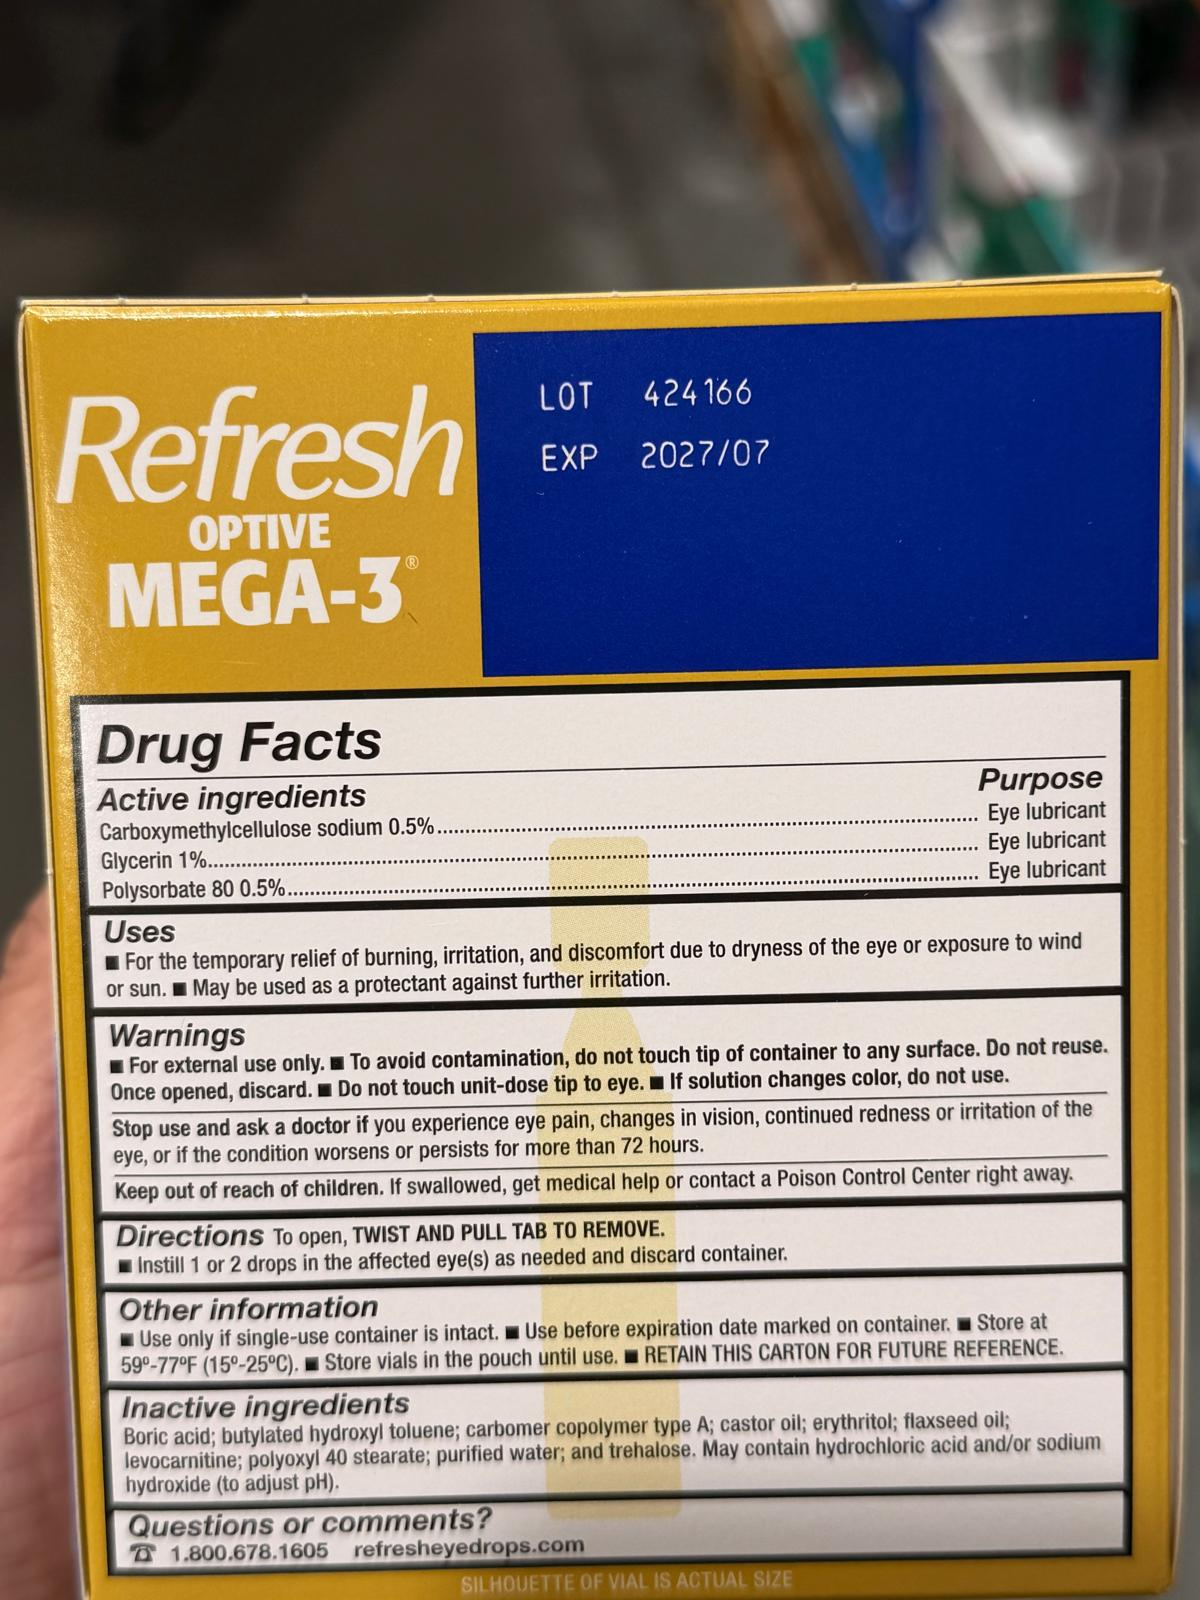 Refresh
OPTIVE
MEGA-3®
LOT 424166
EXP 2027/07
Drug Facts
Active ingredients Purpose
Carboxymethylcellulose sodium 0.5%.......... Eye lubricant
Glycerin 1%.......... Eye lubricant
Polysorbate 80 0.5%.......... Eye lubricant
Uses
■ For the temporary relief of burning, irritation, and discomfort due to dryness of the eye or exposure to wind
or sun. ■ May be used as a protectant against further irritation.
Warnings
■ For external use only. ■ To avoid contamination, do not touch tip of container to any surface. Do not reuse.
Once opened, discard. ■ Do not touch unit-dose tip to eye. ■ If solution changes color, do not use.
Stop use and ask a doctor if you experience eye pain, changes in vision, continued redness or irritation of the
eye, or if the condition worsens or persists for more than 72 hours.
Keep out of reach of children. If swallowed, get medical help or contact a Poison Control Center right away.
Directions To open, TWIST AND PULL TAB TO REMOVE.
■ Instill 1 or 2 drops in the affected eye(s) as needed and discard container.
Other information
■ Use only if single-use container is intact. ■ Use before expiration date marked on container. ■ Store at
59º-77ºF (15º-25ºC). ■ Store vials in the pouch until use. ■ RETAIN THIS CARTON FOR FUTURE REFERENCE.
Inactive ingredients
Boric acid; butylated hydroxyl toluene; carbomer copolymer type A; castor oil; erythritol; flaxseed oil;
levocarnitine; polyoxyl 40 stearate; purified water; and trehalose. May contain hydrochloric acid and/or sodium
hydroxide (to adjust pH).
Questions or comments?
☎ 1.800.678.1605 refresheyedrops.com
SILHOUETTE OF VIAL IS ACTUAL SIZE